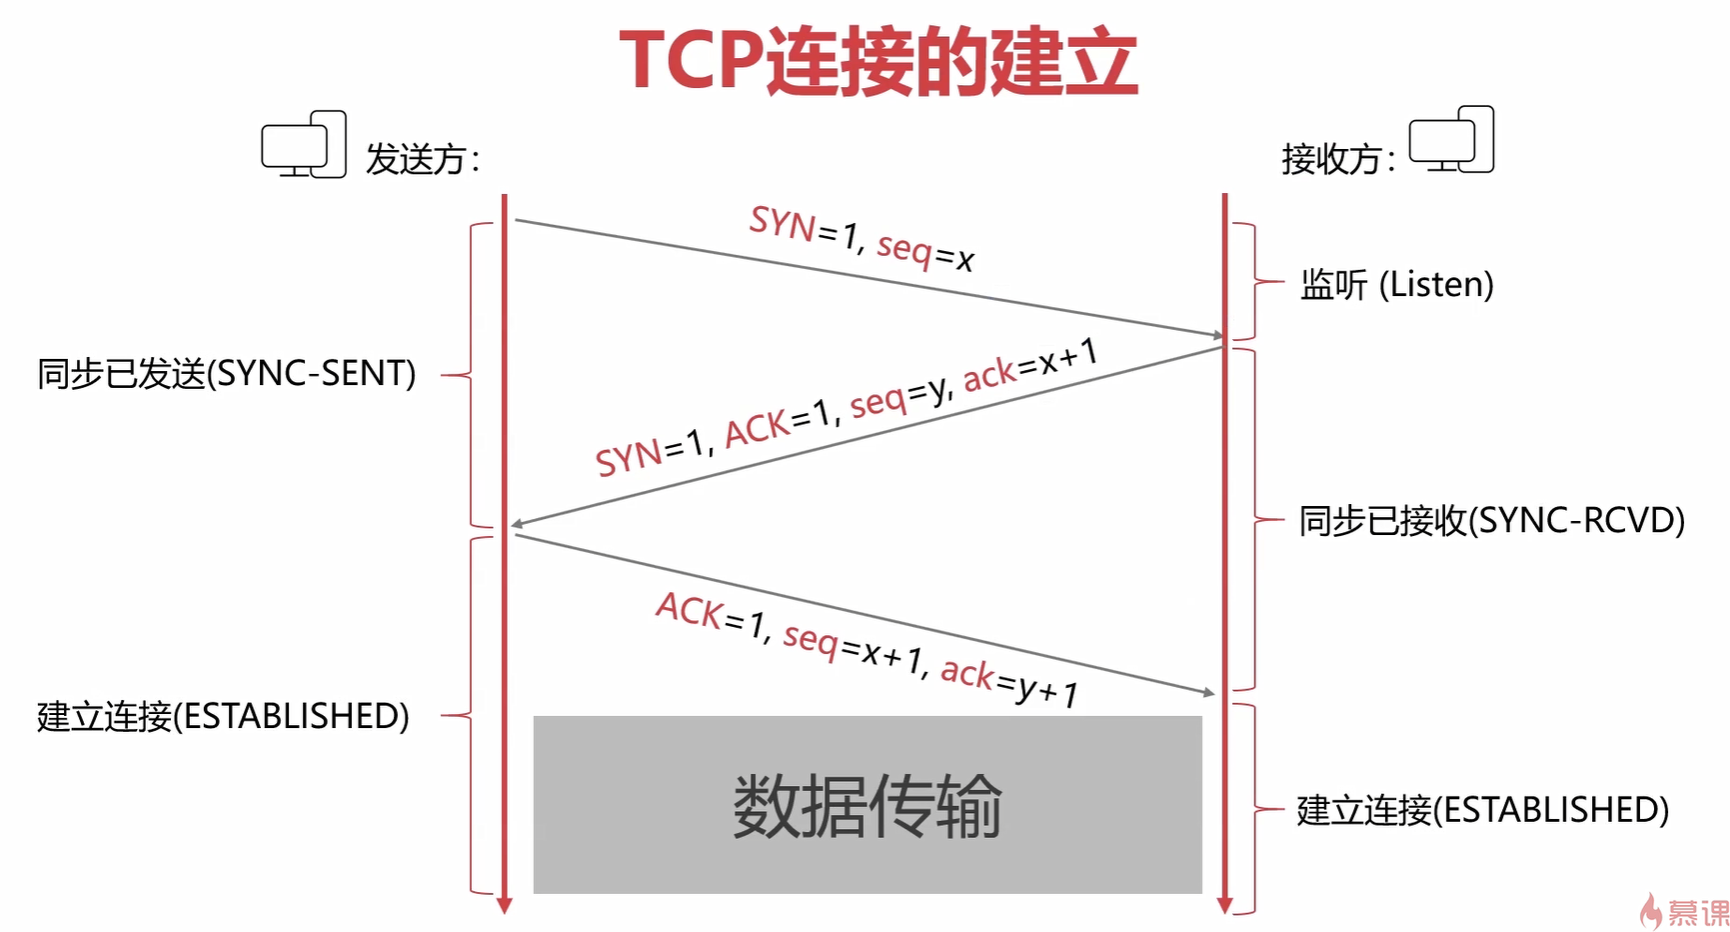 TCP连接的建立
发送方：
接收方：
SYN=1, seq=x
监听 (Listen)
同步已发送(SYNC-SENT)
SYN=1, ACK=1, seq=y, ack=x+1
同步已接收(SYNC-RCVD)
ACK=1, seq=x+1, ack=y+1
建立连接(ESTABLISHED)
数据传输
建立连接(ESTABLISHED)
慕课